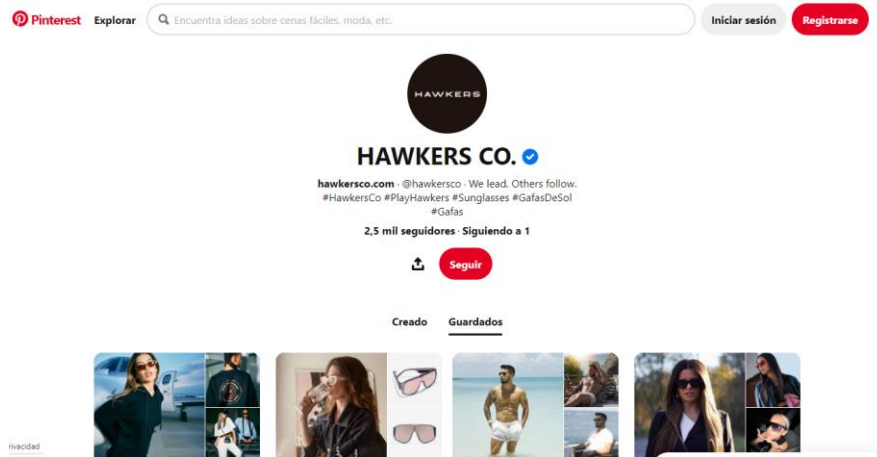 Pinterest Explorar Encuentra ideas sobre cenas fáciles, moda, etc. Iniciar sesión Registrarse
HAWKERS
HAWKERS CO.
hawkersco.com · @hawkersco · We lead. Others follow.
#HawkersCo #PlayHawkers #Sunglasses #GafasDeSol
#Gafas
2,5 mil seguidores · Siguiendo a 1
Seguir
Creado Guardados
rivacidad